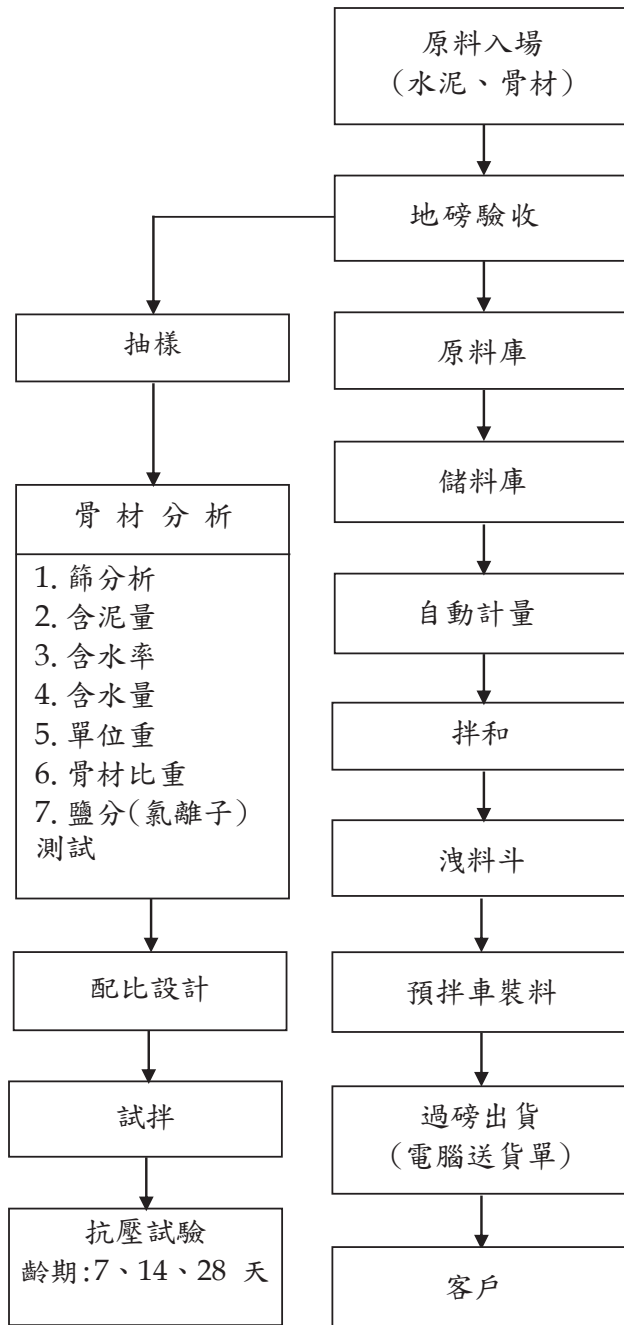 原料入場
（水泥、骨材）
地磅驗收
抽樣
原料庫
儲料庫
骨材分析
1. 篩分析
2. 含泥量
3. 含水率
4. 含水量
5. 單位重
6. 骨材比重
7. 鹽分（氯離子）
測試
自動計量
拌和
洩料斗
配比設計
預拌車裝料
試拌
過磅出貨
（電腦送貨單）
抗壓試驗
齡期:7、14、28 天
客戶